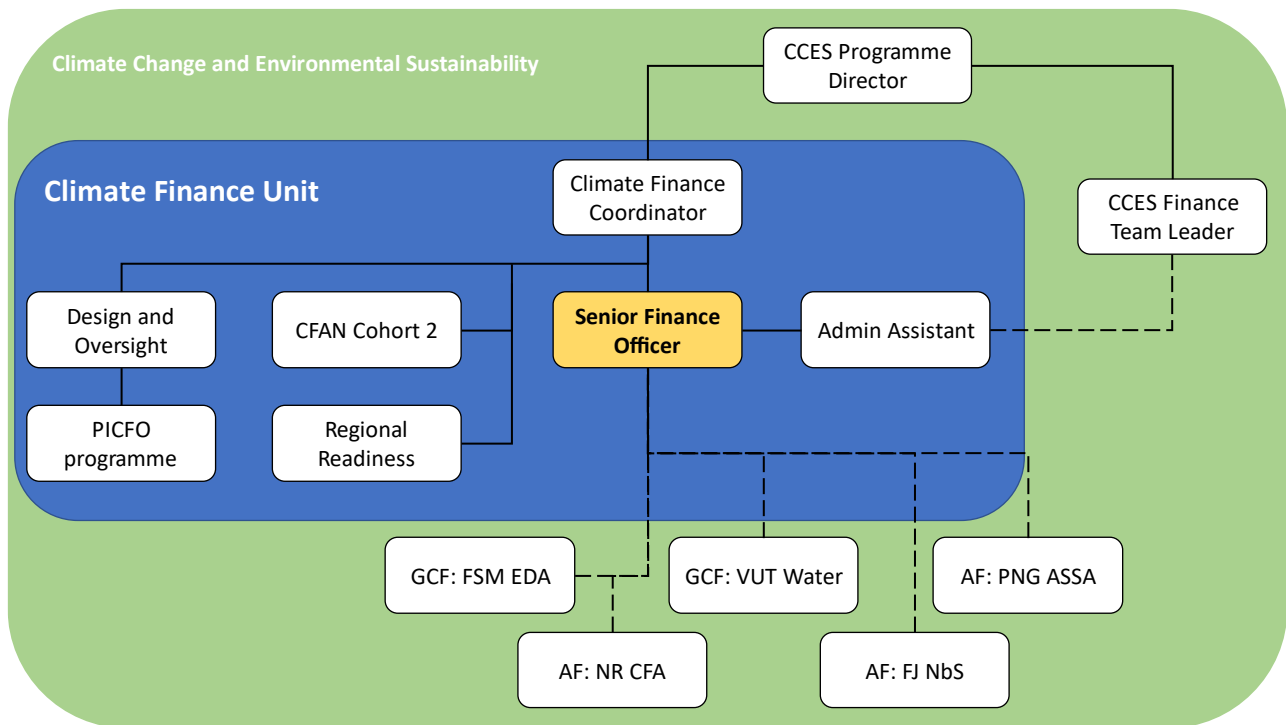 Climate Change and Environmental Sustainability
CCES Programme
Director
Climate Finance Unit
Climate Finance
Coordinator
CCES Finance
Team Leader
Design and
Oversight
CFAN Cohort 2
Senior Finance
Officer
Admin Assistant
PICFO
programme
Regional
Readiness
GCF: FSM EDA
GCF: VUT Water
AF: PNG ASSA
AF: NR CFA
AF: FJ NbS